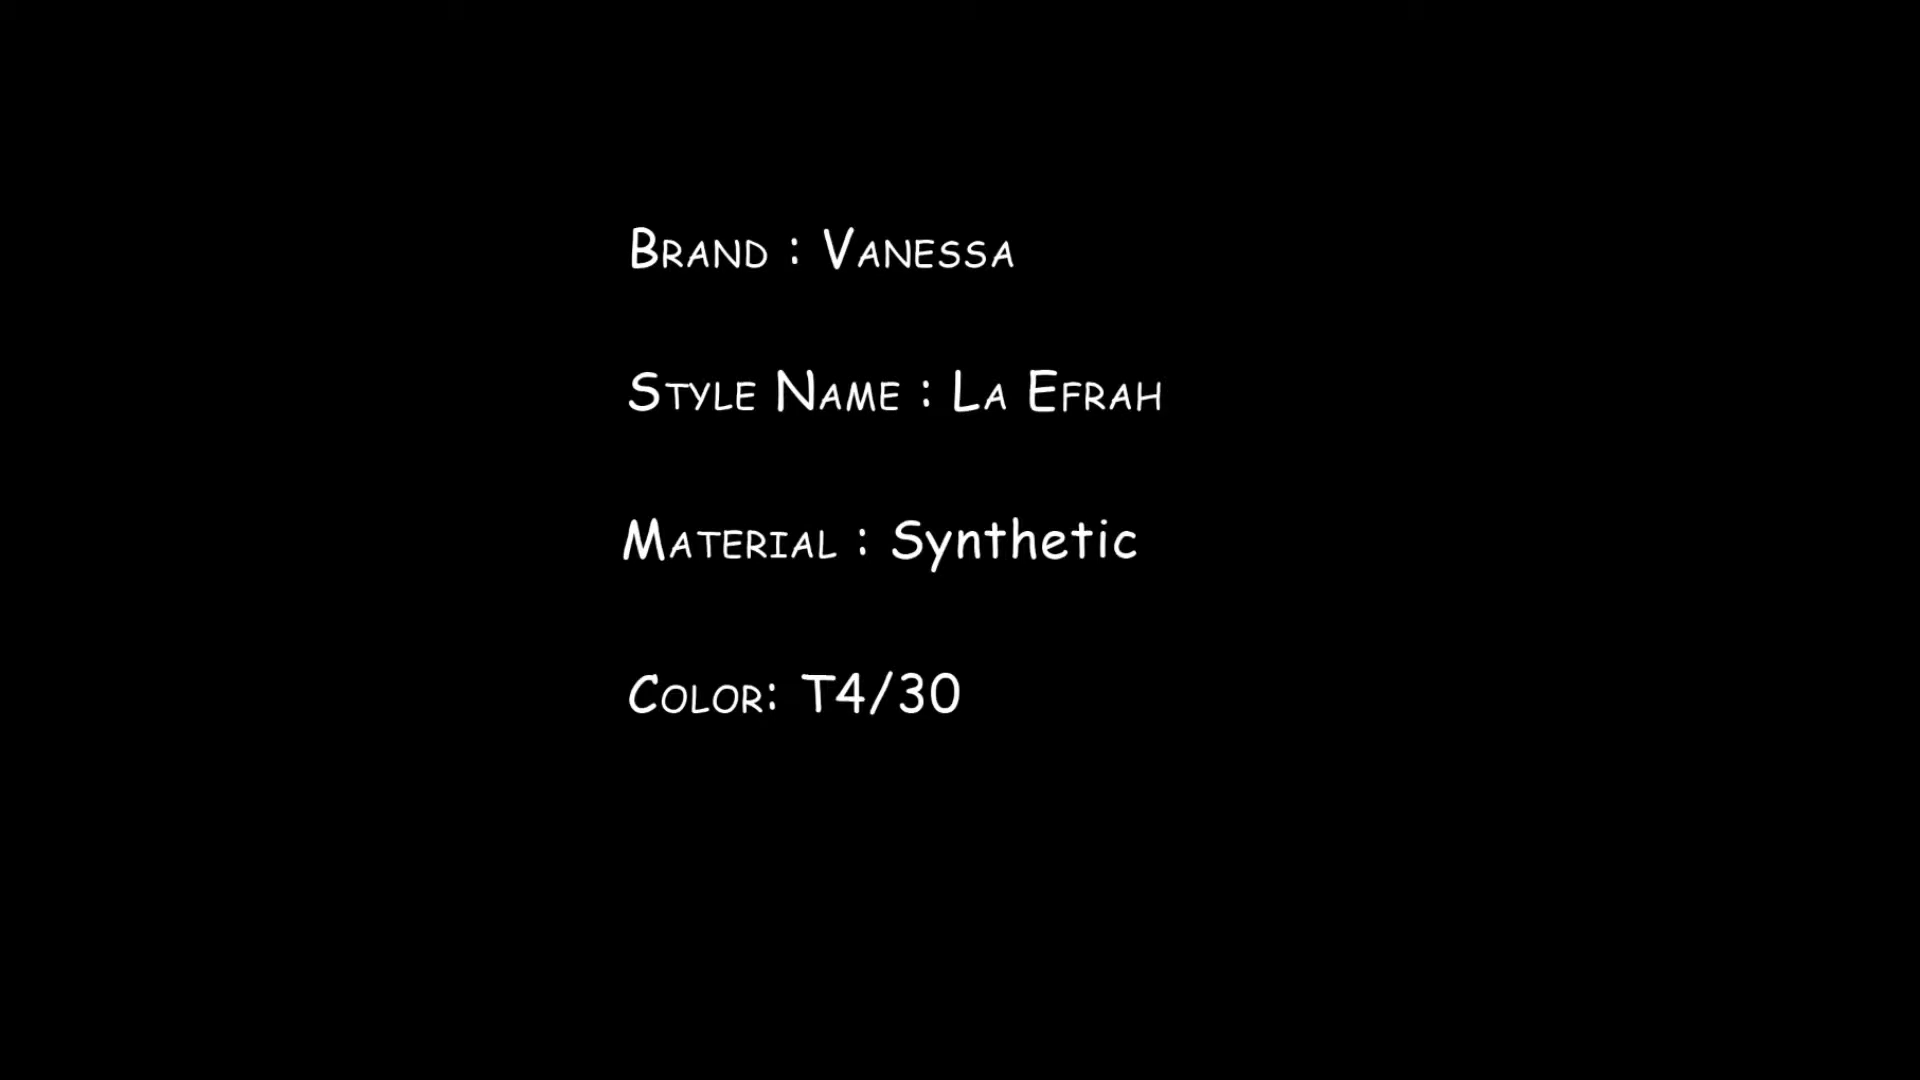 Brand : Vanessa
Style Name : La Efrah
Material : Synthetic
Color: T4/30